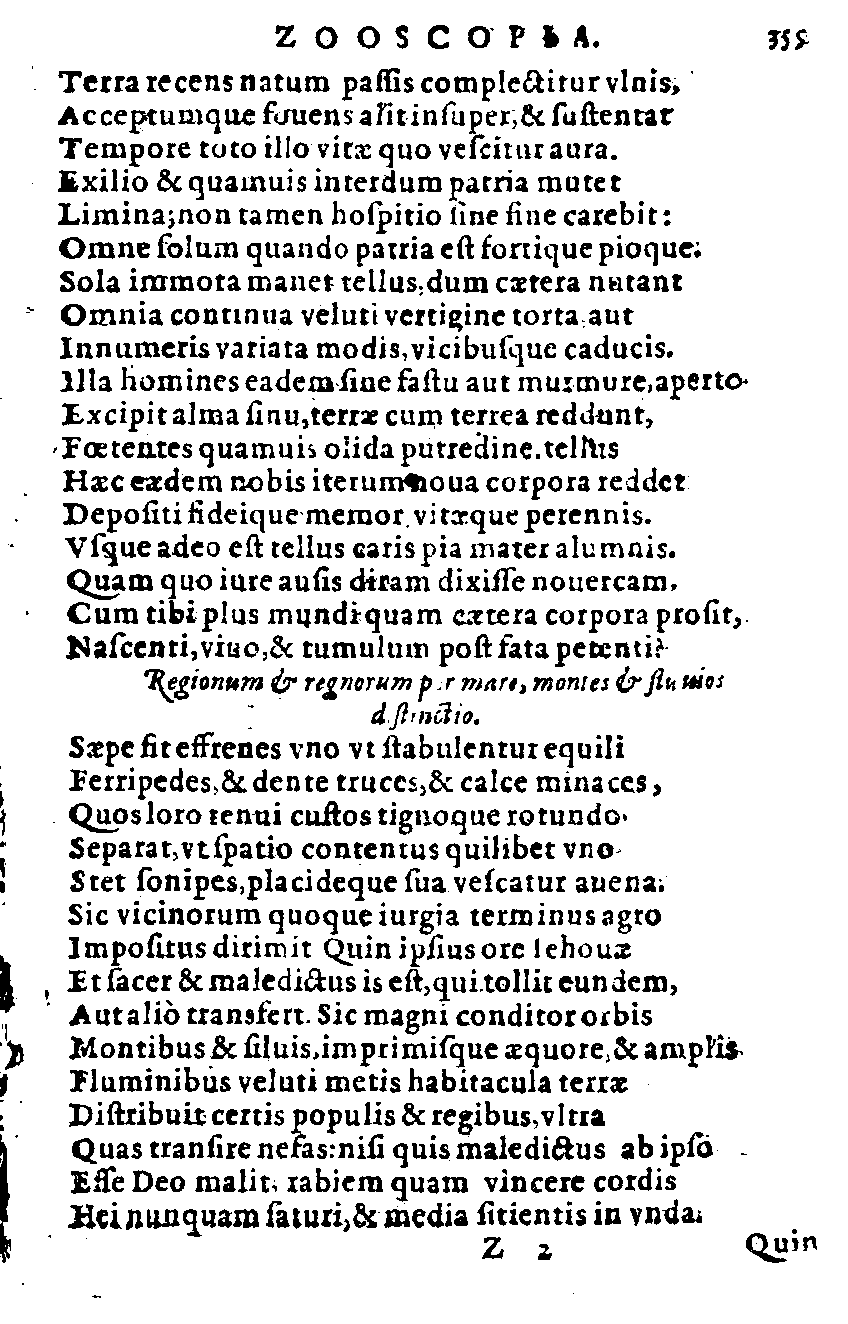 ZOOSCOPIA. 355
Terra recens natum paſſis complectitur vlnis,
Acceptumque fouens alit inſuper, & ſuſtentat
Tempore toto illo vitæ quo veſcitur aura.
Exilio & quamuis interdum patria mutet
Limina; non tamen hoſpitio ſine fine carebit:
Omne ſolum quando patria eſt fortique pioque:
Sola immota manet tellus, dum cætera nutant
Omnia continua veluti vertigine torta aut
Innumeris variata modis, vicibuſque caducis.
Illa homines eadem ſine faſtu aut murmure, aperto
Excipit alma ſinu, terræ cum terrea reddunt,
Fœtentes quamuis olida putredine. tellus
Hæc eædem nobis iterum noua corpora reddet
Depoſiti fideique memor vitæque perennis.
Vſque adeo eſt tellus caris pia mater alumnis.
Quam quo iure auſis diram dixiſſe nouercam,
Cum tibi plus mundi quam cætera corpora proſit,
Naſcenti, viuo, & tumulum poſt fata petenti?
Regionum & regnorum per mare, montes & fluuios
diſtinctio.
Sæpe fit effrenes vno vt ſtabulentur equili
Ferripedes, & dente truces, & calce minaces,
Quos loro tenui cuſtos tignoque rotundo
Separat, vt ſpatio contentus quilibet vno
Stet ſonipes, placideque ſua veſcatur auena.
Sic vicinorum quoque iurgia terminus agro
Impoſitus dirimit Quin ipſius ore Iehouæ
Et ſacer & maledictus is eſt, qui tollit eundem,
Aut aliò transfert. Sic magni conditor orbis
Montibus & ſiluis, imprimiſque æquore, & amplis
Fluminibus veluti metis habitacula terræ
Diſtribuit certis populis & regibus, vltra
Quas tranſire nefas: niſi quis maledictus ab ipſo
Eſſe Deo malit, rabiem quam vincere cordis
Hei nunquam ſaturi, & media ſitientis in vnda.
Z 2 Quin